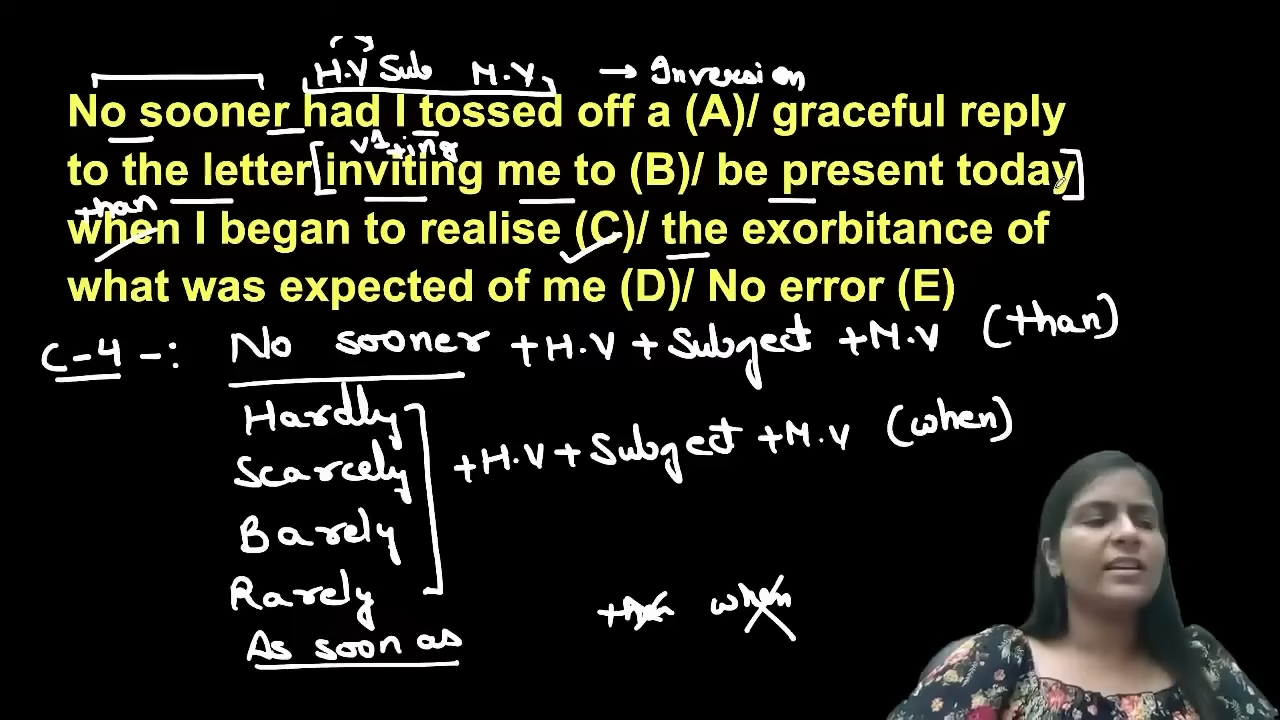 H.V Sub M.V → Inversion
No sooner had I tossed off a (A)/ graceful reply
v1+ing
to the letter [inviting me to (B)/ be present today]
than
when I began to realise (C)/ the exorbitance of
what was expected of me (D)/ No error (E)
C-4 -: No sooner +H.V + Subject +M.V (than)
Hardly
+H.V + Subject +M.V (when)
Scarcely
Barely
Rarely
than when
As soon as